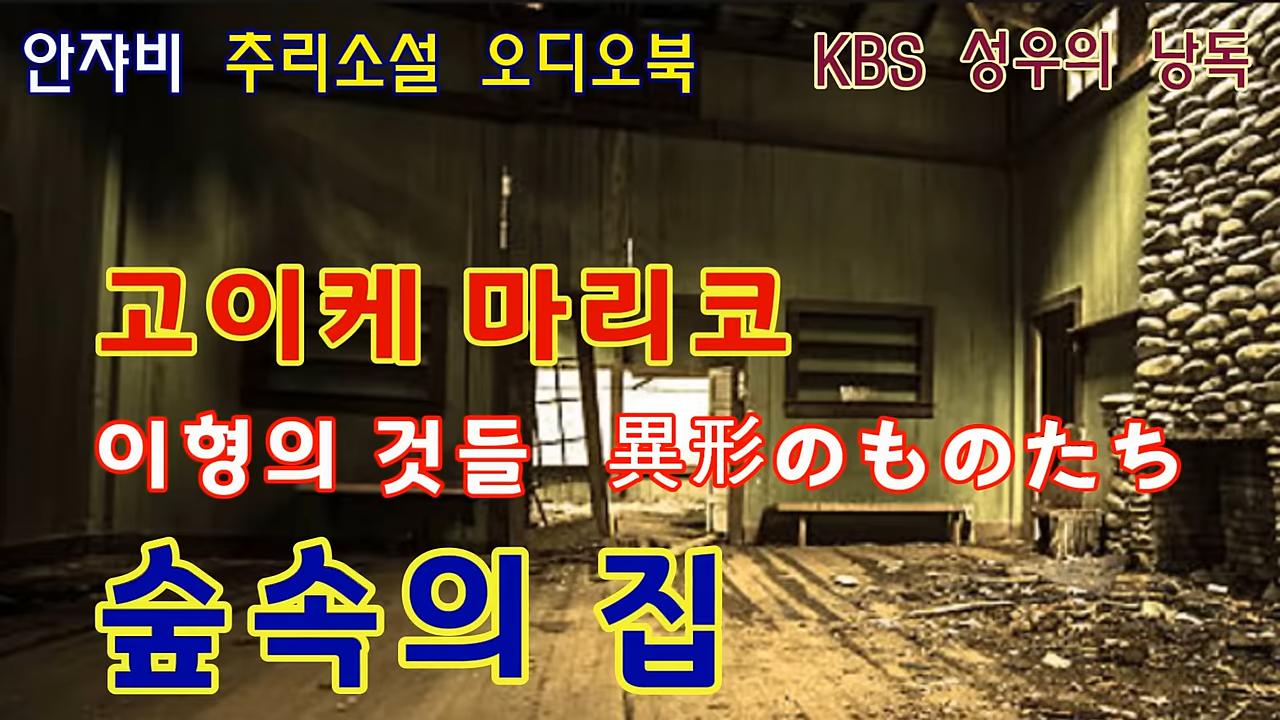 안쟈비 추리소설 오디오북 KBS 성우의 낭독
고이케 마리코
이형의 것들 異形のものたち
숲속의 집